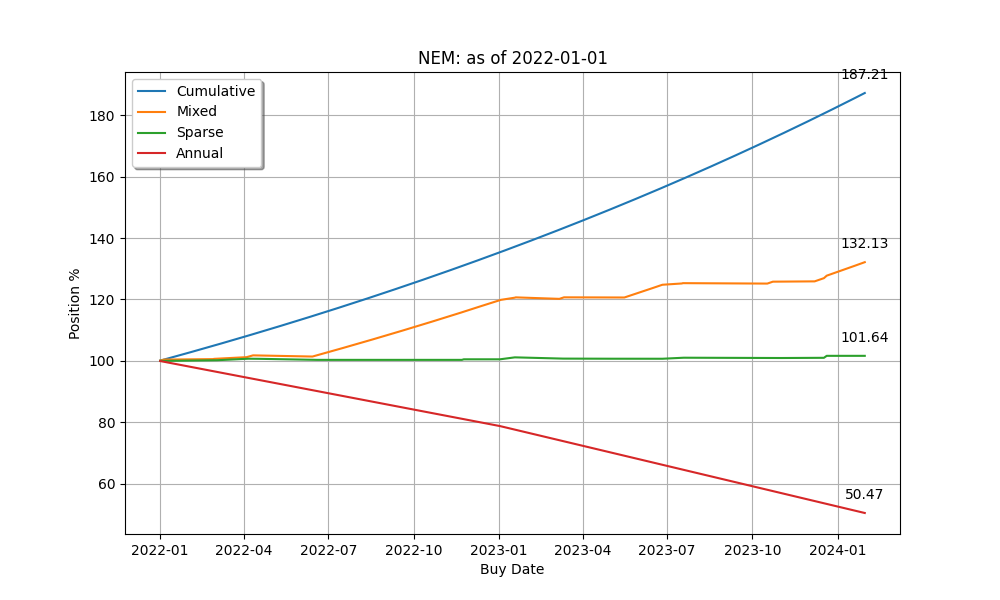 NEM: as of 2022-01-01
187.21
Cumulative
Mixed
Sparse
Annual
180
160
140
132.13
120
101.64
100
80
60
50.47
Position %
2022-01 2022-04 2022-07 2022-10 2023-01 2023-04 2023-07 2023-10 2024-01
Buy Date